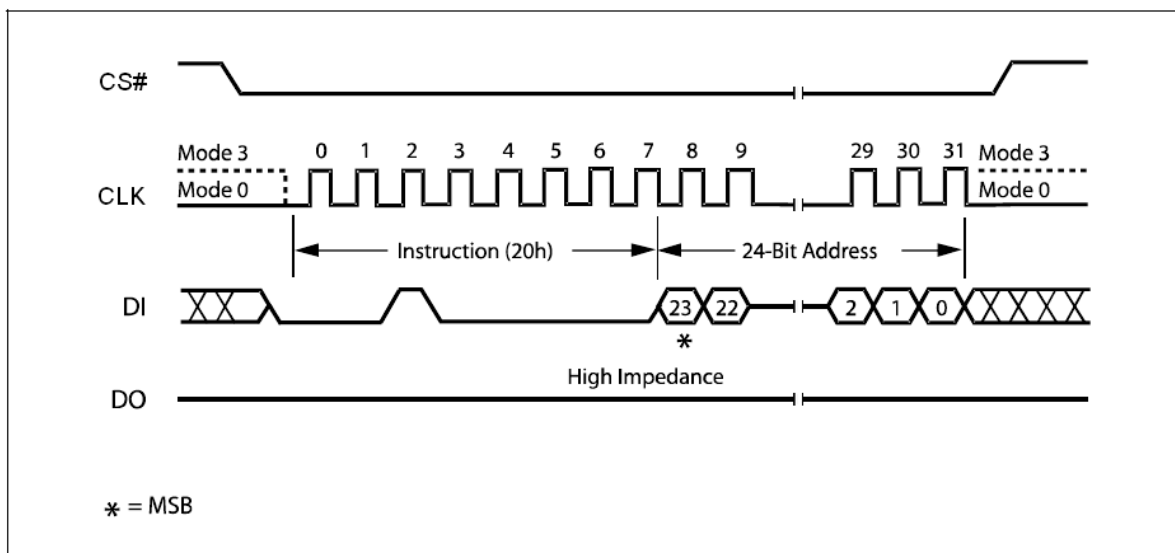 CS#
Mode 3 0 1 2 3 4 5 6 7 8 9 29 30 31 Mode 3
CLK Mode 0 Mode 0
Instruction (20h) 24-Bit Address
DI 23 22 2 1 0
*
High Impedance
DO
* = MSB